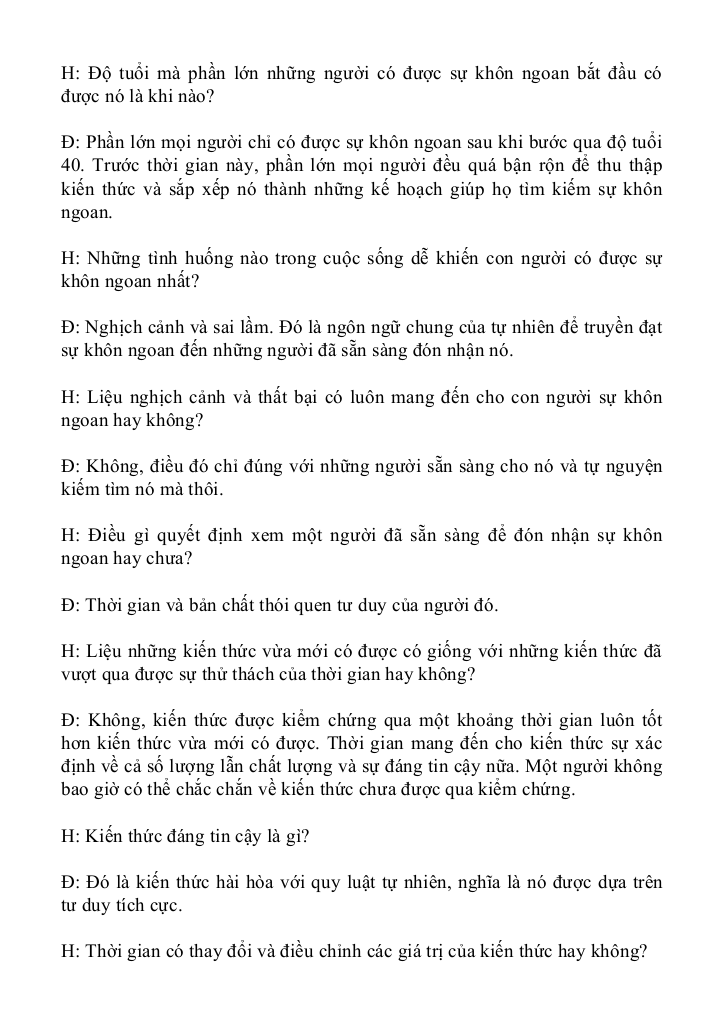 H: Độ tuổi mà phần lớn những người có được sự khôn ngoan bắt đầu có
được nó là khi nào?
Đ: Phần lớn mọi người chỉ có được sự khôn ngoan sau khi bước qua độ tuổi
40. Trước thời gian này, phần lớn mọi người đều quá bận rộn để thu thập
kiến thức và sắp xếp nó thành những kế hoạch giúp họ tìm kiếm sự khôn
ngoan.
H: Những tình huống nào trong cuộc sống dễ khiến con người có được sự
khôn ngoan nhất?
Đ: Nghịch cảnh và sai lầm. Đó là ngôn ngữ chung của tự nhiên để truyền đạt
sự khôn ngoan đến những người đã sẵn sàng đón nhận nó.
H: Liệu nghịch cảnh và thất bại có luôn mang đến cho con người sự khôn
ngoan hay không?
Đ: Không, điều đó chỉ đúng với những người sẵn sàng cho nó và tự nguyện
kiếm tìm nó mà thôi.
H: Điều gì quyết định xem một người đã sẵn sàng để đón nhận sự khôn
ngoan hay chưa?
Đ: Thời gian và bản chất thói quen tư duy của người đó.
H: Liệu những kiến thức vừa mới có được có giống với những kiến thức đã
vượt qua được sự thử thách của thời gian hay không?
Đ: Không, kiến thức được kiểm chứng qua một khoảng thời gian luôn tốt
hơn kiến thức vừa mới có được. Thời gian mang đến cho kiến thức sự xác
định về cả số lượng lẫn chất lượng và sự đáng tin cậy nữa. Một người không
bao giờ có thể chắc chắn về kiến thức chưa được qua kiểm chứng.
H: Kiến thức đáng tin cậy là gì?
Đ: Đó là kiến thức hài hòa với quy luật tự nhiên, nghĩa là nó được dựa trên
tư duy tích cực.
H: Thời gian có thay đổi và điều chỉnh các giá trị của kiến thức hay không?